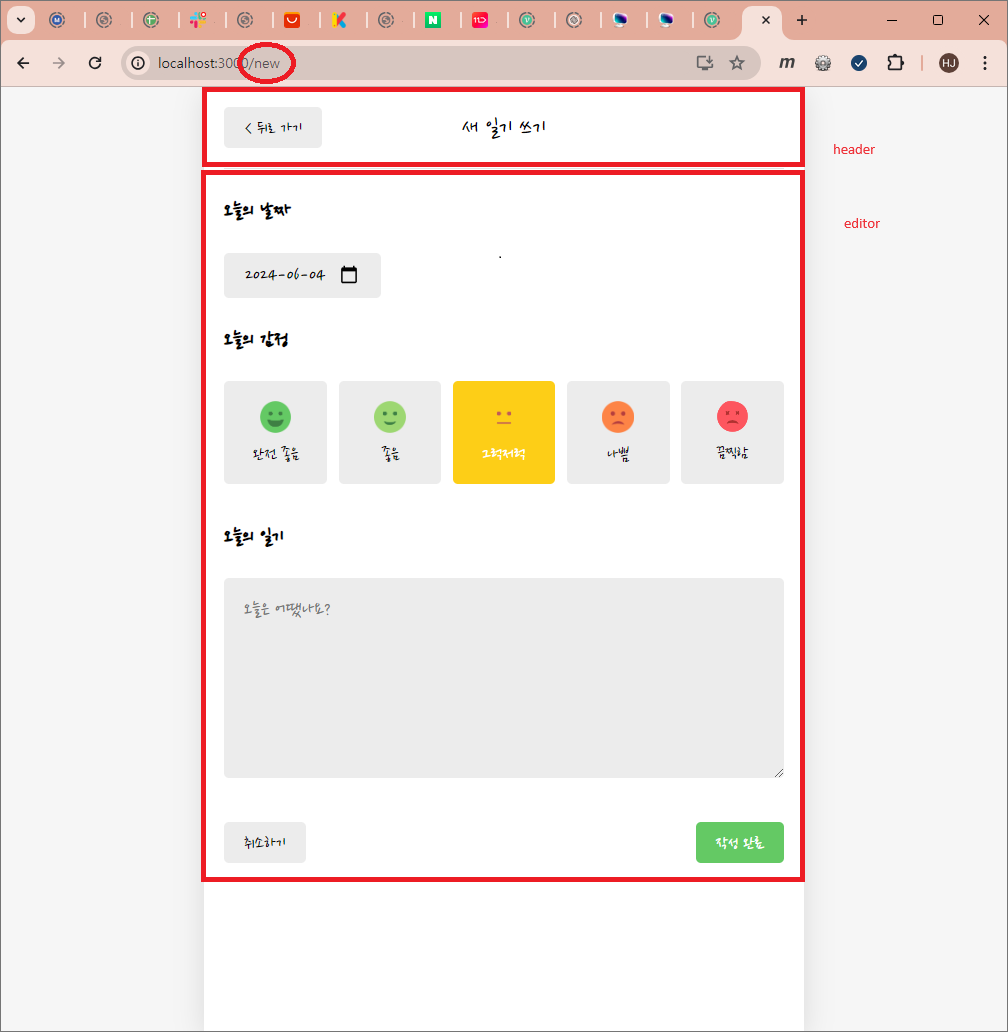 localhost:3000/new
HJ
< 뒤로 가기
새 일기 쓰기
header
editor
오늘의 날짜
2024-06-04
오늘의 감정
완전 좋음
좋음
그럭저럭
나쁨
끔찍함
오늘의 일기
오늘은 어땠나요?
취소하기
작성 완료